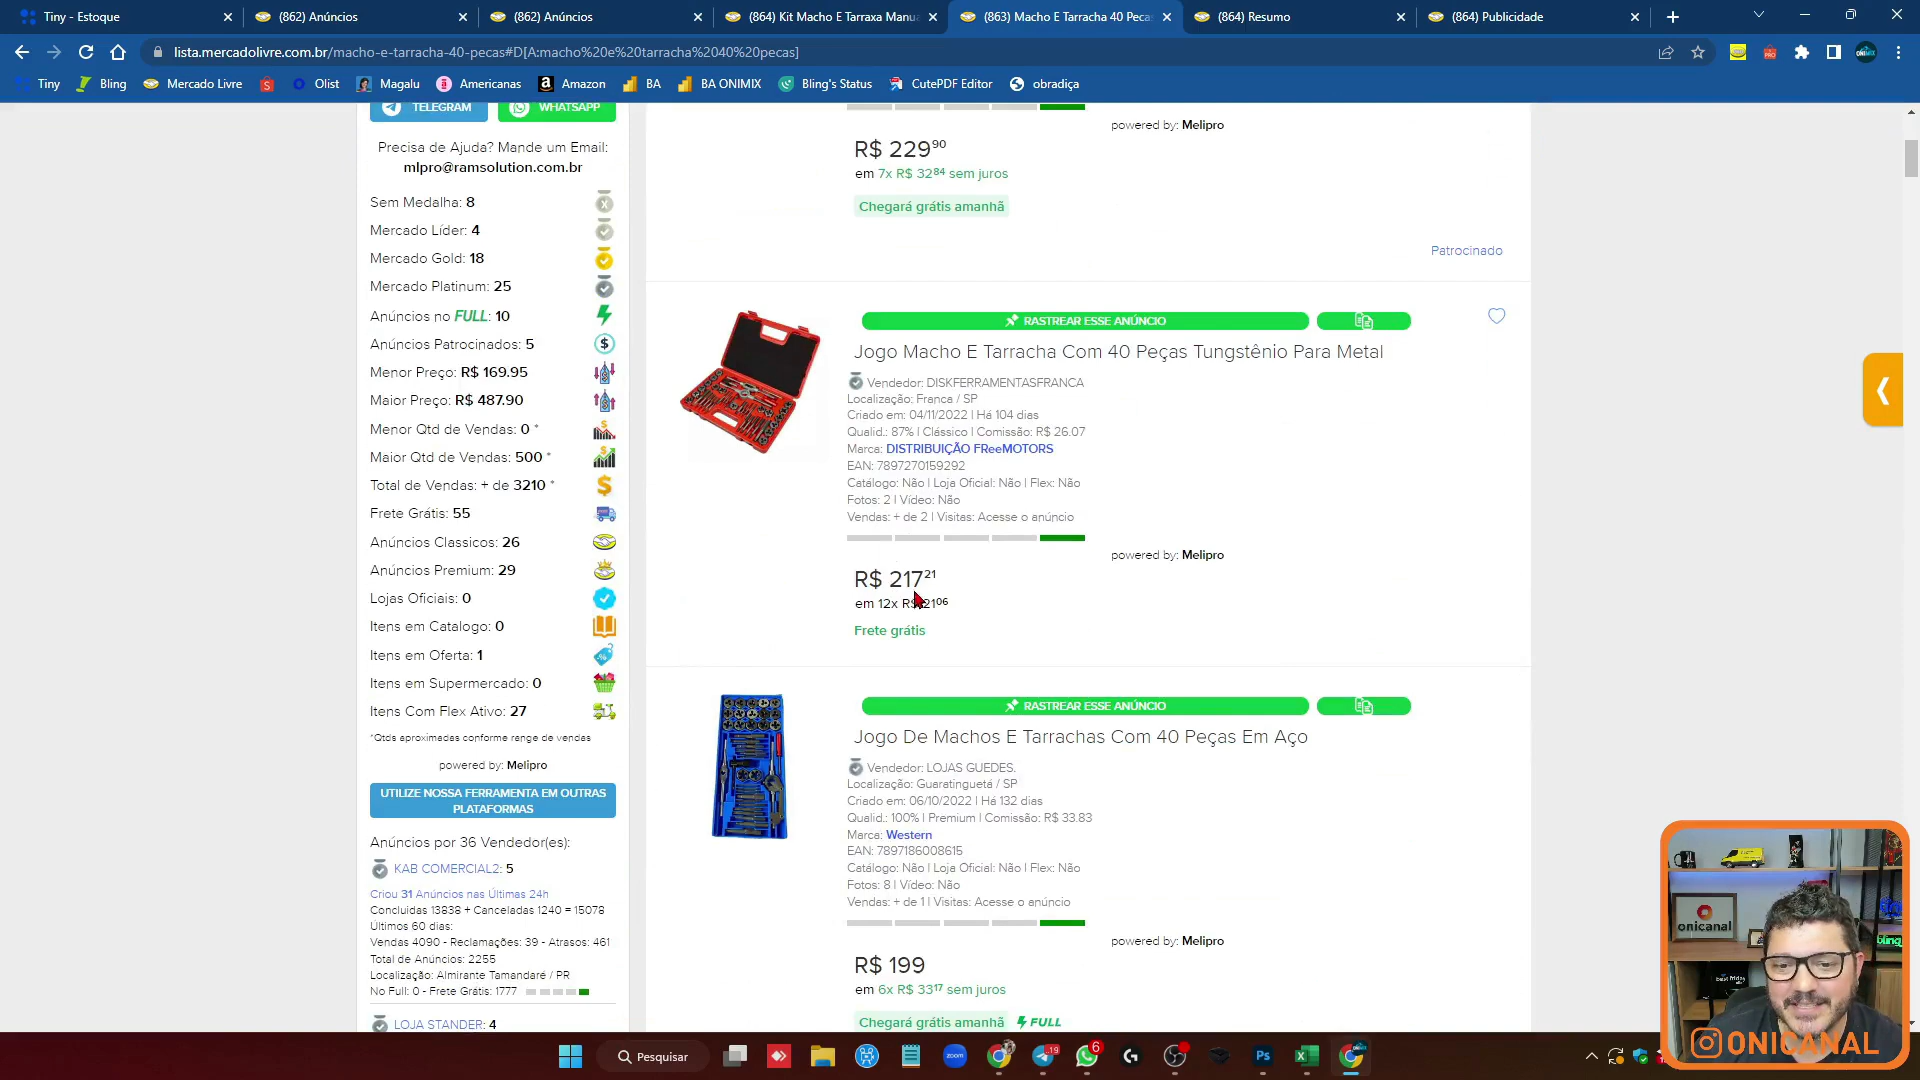 Tiny - Estoque
(862) Anúncios
(862) Anúncios
(864) Kit Macho E Tarraxa Manu
(863) Macho E Tarracha 40 Peca
(864) Resumo
(864) Publicidade
lista.mercadolivre.com.br/macho-e-tarracha-40-pecas#D[A:macho%20e%20tarracha%2040%20pecas]
Tiny
Bling
Mercado Livre
Olist
Magalu
Americanas
Amazon
BA
BA ONIMIX
Bling's Status
CutePDF Editor
obradiça
TELEGRAM
WHATSAPP
Precisa de Ajuda? Mande um Email:
mlpro@ramsolution.com.br
Sem Medalha: 8
Mercado Líder: 4
Mercado Gold: 18
Mercado Platinum: 25
Anúncios no FULL: 10
Anúncios Patrocinados: 5
Menor Preço: R$ 169.95
Maior Preço: R$ 487.90
Menor Qtd de Vendas: 0 *
Maior Qtd de Vendas: 500 *
Total de Vendas: + de 3210 *
Frete Grátis: 55
Anúncios Classicos: 26
Anúncios Premium: 29
Lojas Oficiais: 0
Itens em Catalogo: 0
Itens em Oferta: 1
Itens em Supermercado: 0
Itens Com Flex Ativo: 27
*Qtds aproximadas conforme range de vendas
powered by: Melipro
UTILIZE NOSSA FERRAMENTA EM OUTRAS
PLATAFORMAS
Anúncios por 36 Vendedor(es):
KAB COMERCIAL2: 5
Criou 31 Anúncios nas Últimas 24h
Concluidas 13838 + Canceladas 1240 = 15078
Últimos 60 dias:
Vendas 4090 - Reclamações: 39 - Atrasos: 461
Total de Anúncios: 2255
Localização: Almirante Tamandaré / PR
No Full: 0 - Frete Grátis: 1777
LOJA STANDER: 4
powered by: Melipro
R$ 229⁹⁰
em 7x R$ 32⁸⁴ sem juros
Chegará grátis amanhã
Patrocinado
RASTREAR ESSE ANÚNCIO
Jogo Macho E Tarracha Com 40 Peças Tungstênio Para Metal
Vendedor: DISKFERRAMENTASFRANCA
Localização: Franca / SP
Criado em: 04/11/2022 | Há 104 dias
Qualid.: 87% | Clássico | Comissão: R$ 26.07
Marca: DISTRIBUIÇÃO FReeMOTORS
EAN: 7897270159292
Catálogo: Não | Loja Oficial: Não | Flex: Não
Fotos: 2 | Vídeo: Não
Vendas: + de 2 | Visitas: Acesse o anúncio
powered by: Melipro
R$ 217²¹
em 12x R$ 21⁰⁶
Frete grátis
RASTREAR ESSE ANÚNCIO
Jogo De Machos E Tarrachas Com 40 Peças Em Aço
Vendedor: LOJAS GUEDES.
Localização: Guaratinguetá / SP
Criado em: 06/10/2022 | Há 132 dias
Qualid.: 100% | Premium | Comissão: R$ 33.83
Marca: Western
EAN: 7897186008615
Catálogo: Não | Loja Oficial: Não | Flex: Não
Fotos: 8 | Vídeo: Não
Vendas: + de 1 | Visitas: Acesse o anúncio
powered by: Melipro
R$ 199
em 6x R$ 33¹⁷ sem juros
Chegará grátis amanhã FULL
onicanal
bling
ONICANAL
Pesquisar
zoom
19
6
Ps